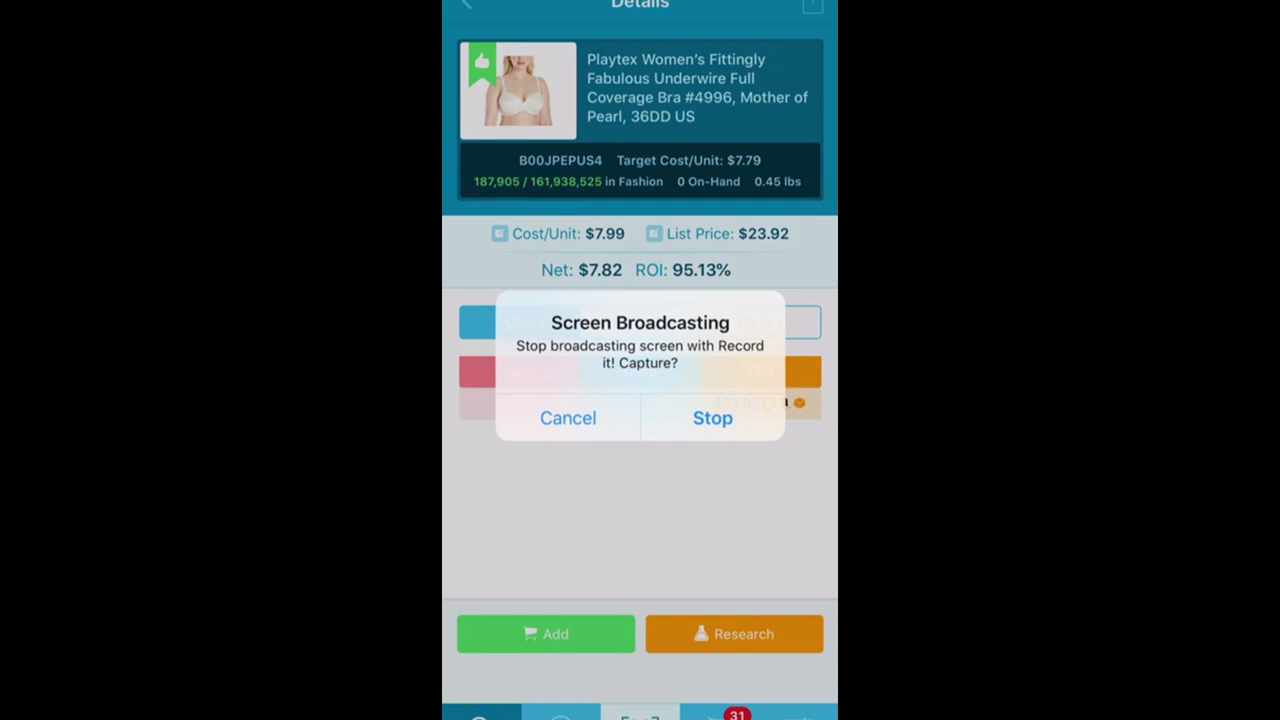 Details
Playtex Women's Fittingly
Fabulous Underwire Full
Coverage Bra #4996, Mother of
Pearl, 36DD US
B00JPEPUS4 Target Cost/Unit: $7.79
187,905 / 161,938,525 in Fashion 0 On-Hand 0.45 lbs
Cost/Unit: $7.99 List Price: $23.92
Net: $7.82 ROI: 95.13%
Screen Broadcasting
Stop broadcasting screen with Record
it! Capture?
Cancel Stop
Add Research
31